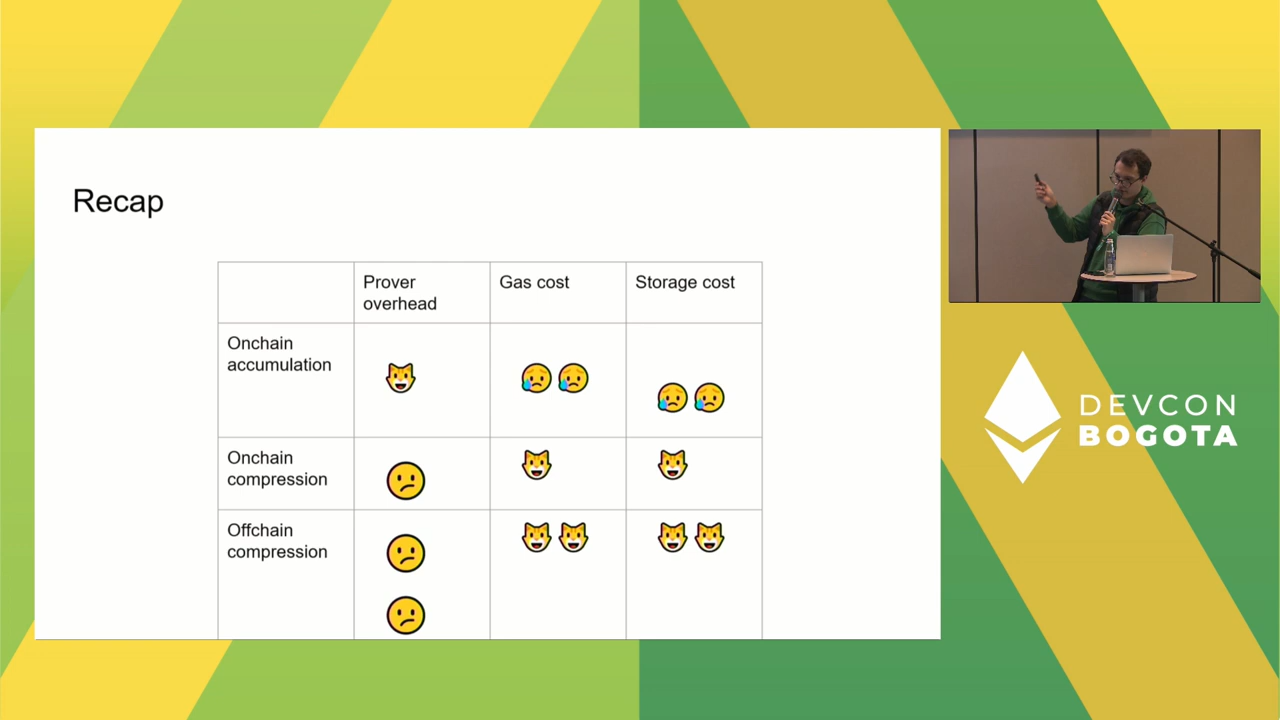 Recap
Prover
overhead
Gas cost
Storage cost
Onchain
accumulation
Onchain
compression
Offchain
compression
DEVCON
BOGOTA